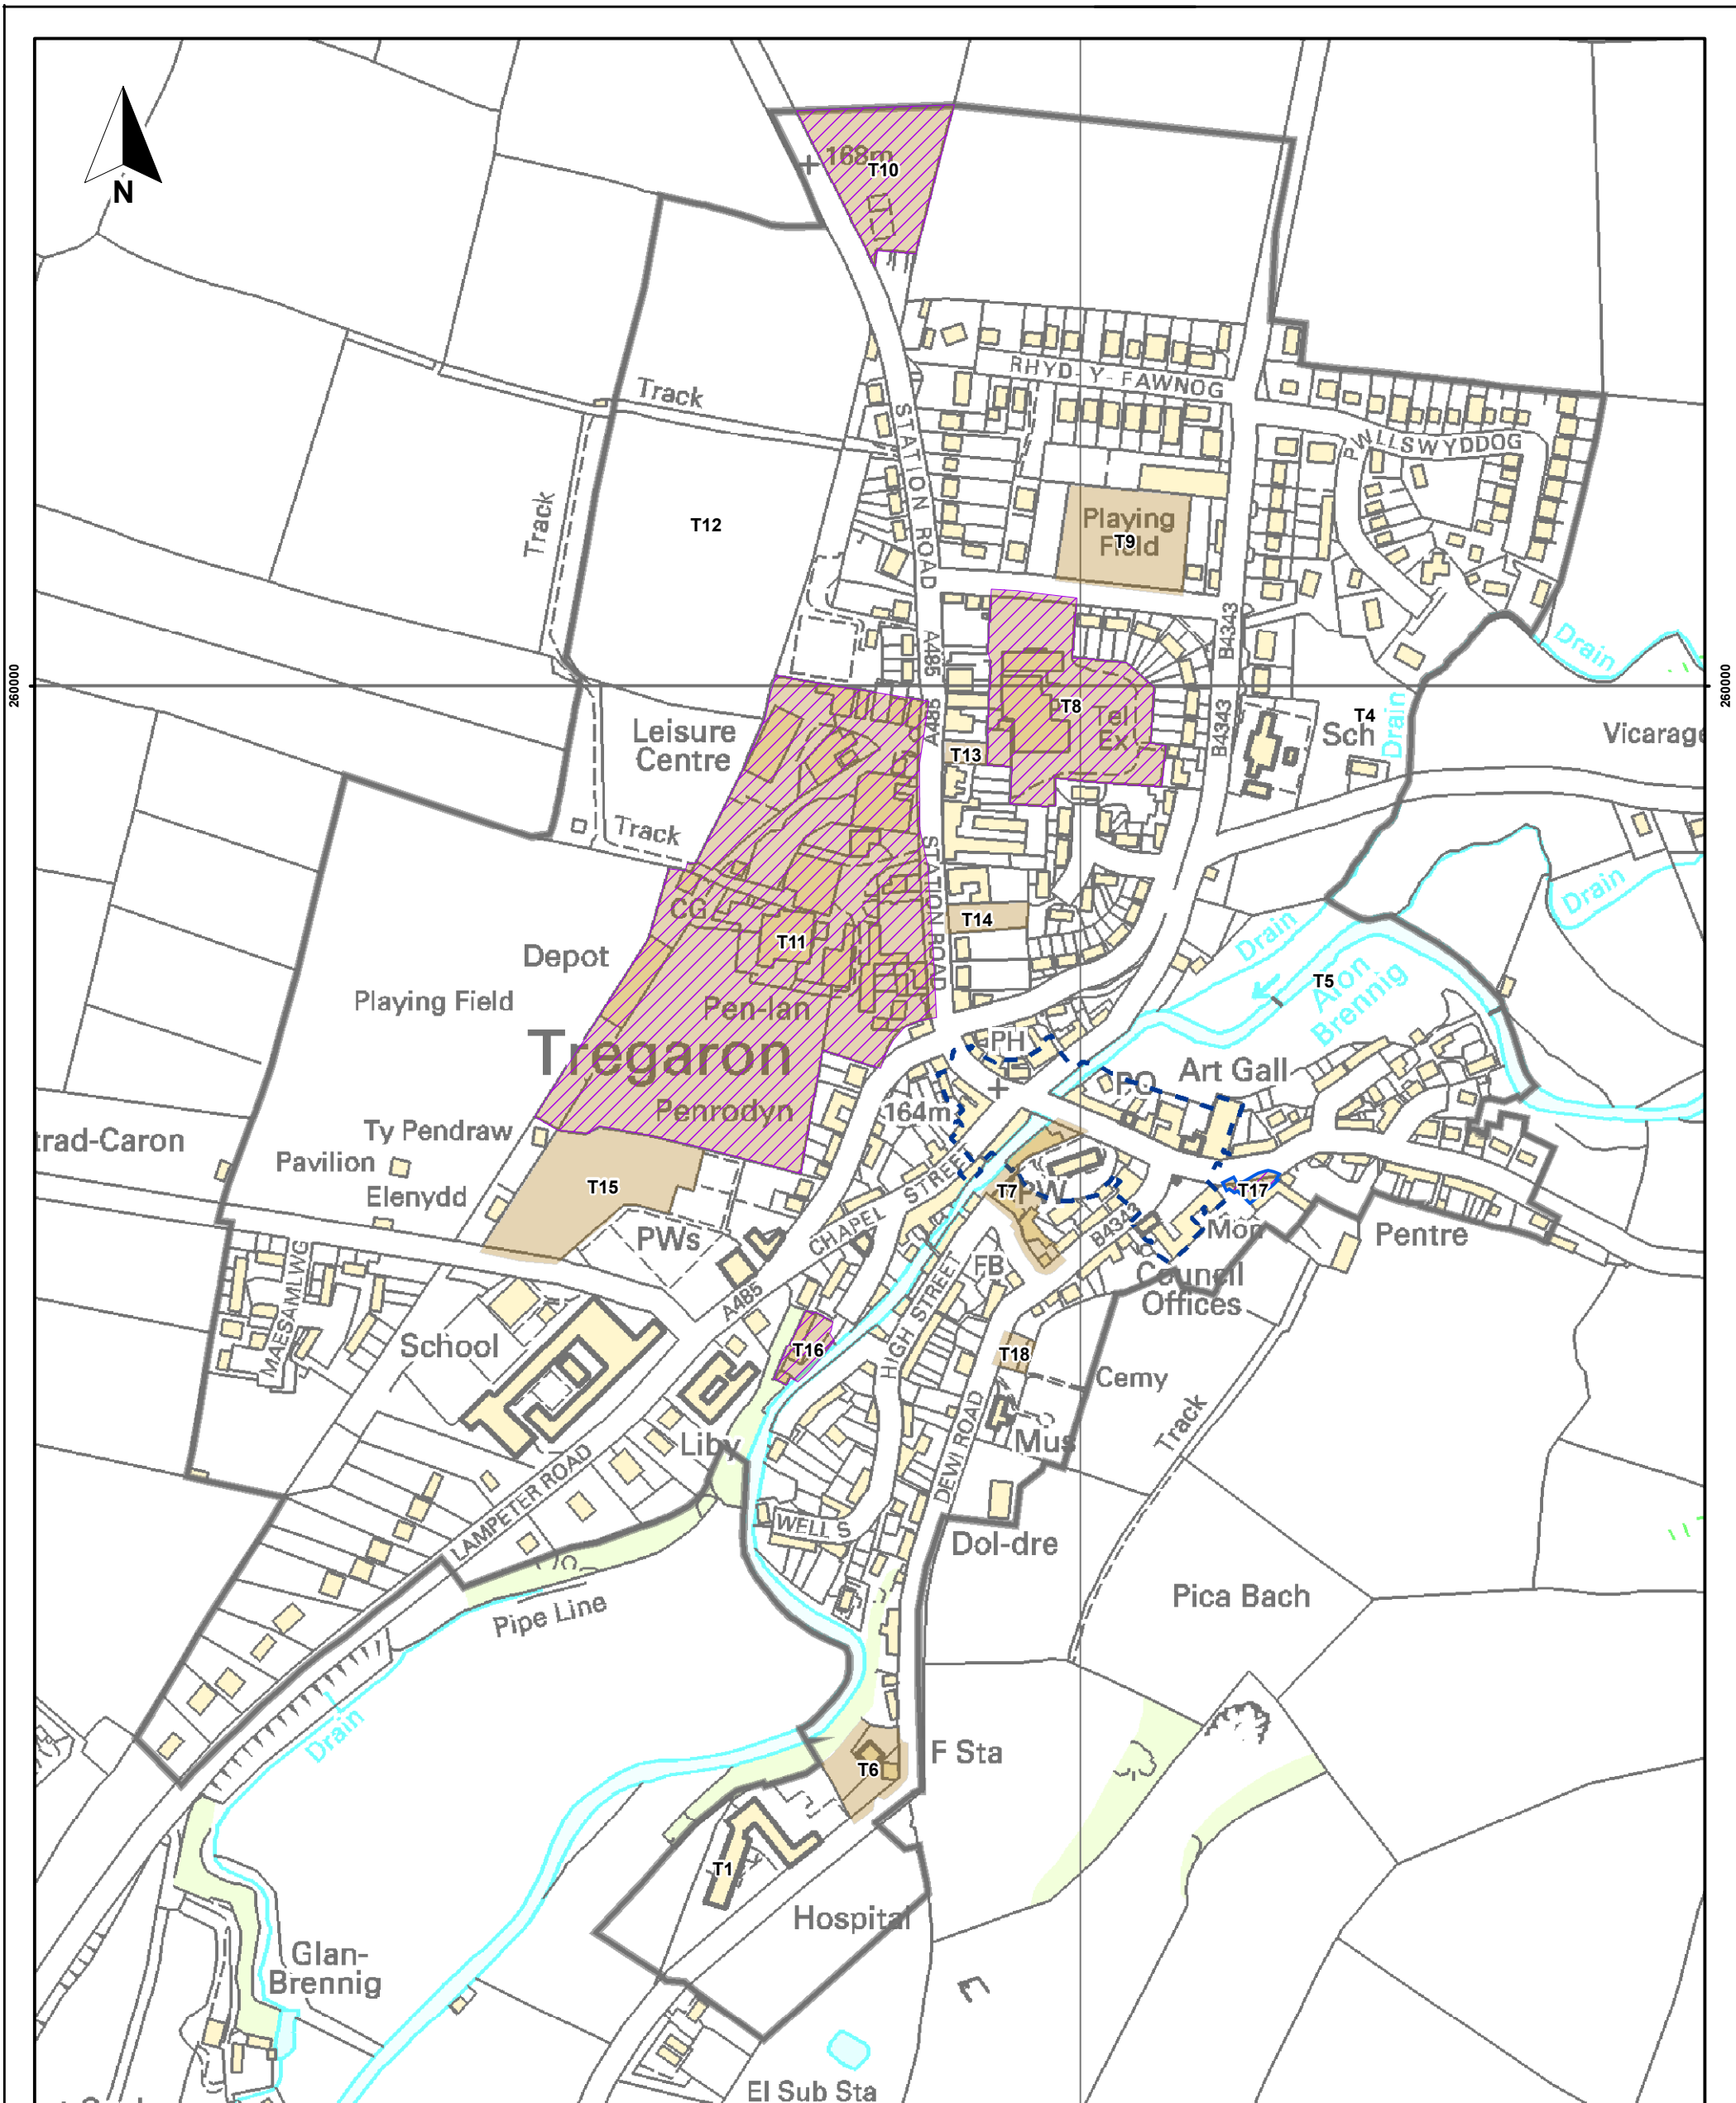 N
168m
T10
RHYD-Y-FAWNOG
Track
STATION ROAD
PWLLSWYDDOG
Track
T12
Playing
Field
T9
Drain
A485
B4343
260000
260000
Leisure
Centre
A485
T8
Tel
Ex
B4343
T4
Sch
Drain
Vicarage
T13
Track
STATION ROAD
CG
T14
Drain
Drain
Depot
T11
T5
Afon
Brennig
Playing Field
Pen-lan
Tregaron
PH
PO
Art Gall
Penrodyn
164m
Ty Pendraw
trad-Caron
Pavilion
Elenydd
T15
STREET
CHAPEL
T7
PW
T17
B4343
Mon
Pentre
PWs
FB
Council
Offices
MAESAMLWG
School
A485
T16
HIGH STREET
T18
Cemy
Track
Mus
Liby
DEWI ROAD
LAMPETER ROAD
WELL S
Dol-dre
Pica Bach
Pipe Line
Drain
F Sta
T6
T1
Hospital
Glan-
Brennig
El Sub Sta